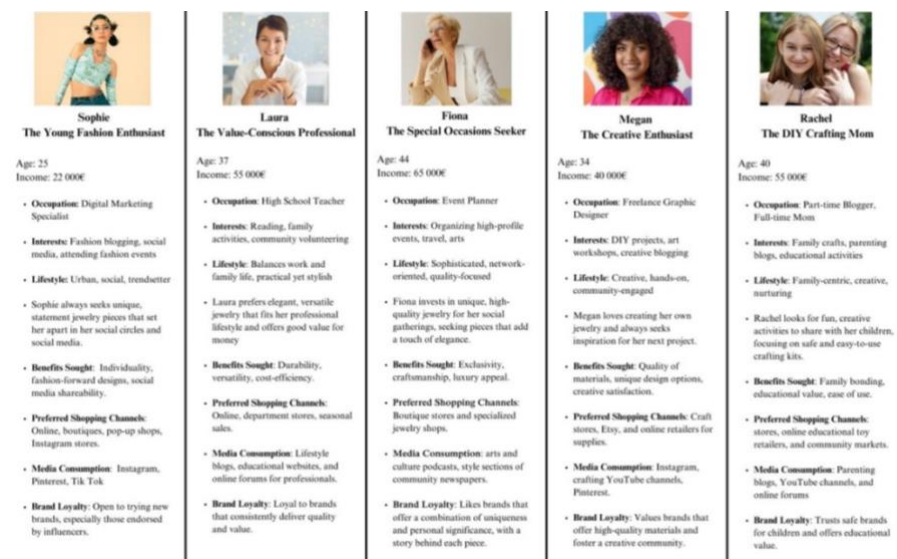 Sophie
The Young Fashion Enthusiast
Age: 25
Income: 22 000€
• Occupation: Digital Marketing
Specialist
• Interests: Fashion blogging, social
media, attending fashion events
• Lifestyle: Urban, social, trendsetter
• Sophie always seeks unique,
statement jewelry pieces that set
her apart in her social circles and
social media.
• Benefits Sought: Individuality,
fashion-forward designs, social
media shareability.
• Preferred Shopping Channels:
Online, boutiques, pop-up shops,
Instagram stores.
• Media Consumption: Instagram,
Pinterest, Tik Tok
• Brand Loyalty: Open to trying new
brands, especially those endorsed
by influencers.
Laura
The Value-Conscious Professional
Age: 37
Income: 55 000€
• Occupation: High School Teacher
• Interests: Reading, family
activities, community volunteering
• Lifestyle: Balances work and
family life, practical yet stylish
• Laura prefers elegant, versatile
jewelry that fits her professional
lifestyle and offers good value for
money
• Benefits Sought: Durability,
versatility, cost-efficiency.
• Preferred Shopping Channels:
Online, department stores, seasonal
sales.
• Media Consumption: Lifestyle
blogs, educational websites, and
online forums for professionals.
• Brand Loyalty: Loyal to brands
that consistently deliver quality
and value.
Fiona
The Special Occasions Seeker
Age: 44
Income: 65 000€
• Occupation: Event Planner
• Interests: Organizing high-profile
events, travel, arts
• Lifestyle: Sophisticated, network-
oriented, quality-focused
• Fiona invests in unique, high-
quality jewelry for her social
gatherings, seeking pieces that add
a touch of elegance.
• Benefits Sought: Exclusivity,
craftsmanship, luxury appeal.
• Preferred Shopping Channels:
Boutique stores and specialized
jewelry shops.
• Media Consumption: arts and
culture podcasts, style sections of
community newspapers.
• Brand Loyalty: Likes brands that
offer a combination of uniqueness
and personal significance, with a
story behind each piece.
Megan
The Creative Enthusiast
Age: 34
Income: 40 000€
• Occupation: Freelance Graphic
Designer
• Interests: DIY projects, art
workshops, creative blogging
• Lifestyle: Creative, hands-on,
community-engaged
• Megan loves creating her own
jewelry and always seeks
inspiration for her next project.
• Benefits Sought: Quality of
materials, unique design options,
creative satisfaction.
• Preferred Shopping Channels: Craft
stores, Etsy, and online retailers for
supplies.
• Media Consumption: Instagram,
crafting YouTube channels,
Pinterest.
• Brand Loyalty: Values brands that
offer high-quality materials and
foster a creative community.
Rachel
The DIY Crafting Mom
Age: 40
Income: 55 000€
• Occupation: Part-time Blogger,
Full-time Mom
• Interests: Family crafts, parenting
blogs, educational activities
• Lifestyle: Family-centric, creative,
nurturing
• Rachel looks for fun, creative
activities to share with her children,
focusing on safe and easy-to-use
crafting kits.
• Benefits Sought: Family bonding,
educational value, ease of use.
• Preferred Shopping Channels:
stores, online educational toy
retailers, and community markets.
• Media Consumption: Parenting
blogs, YouTube channels, and
online forums
• Brand Loyalty: Trusts safe brands
for children and offers educational
value.